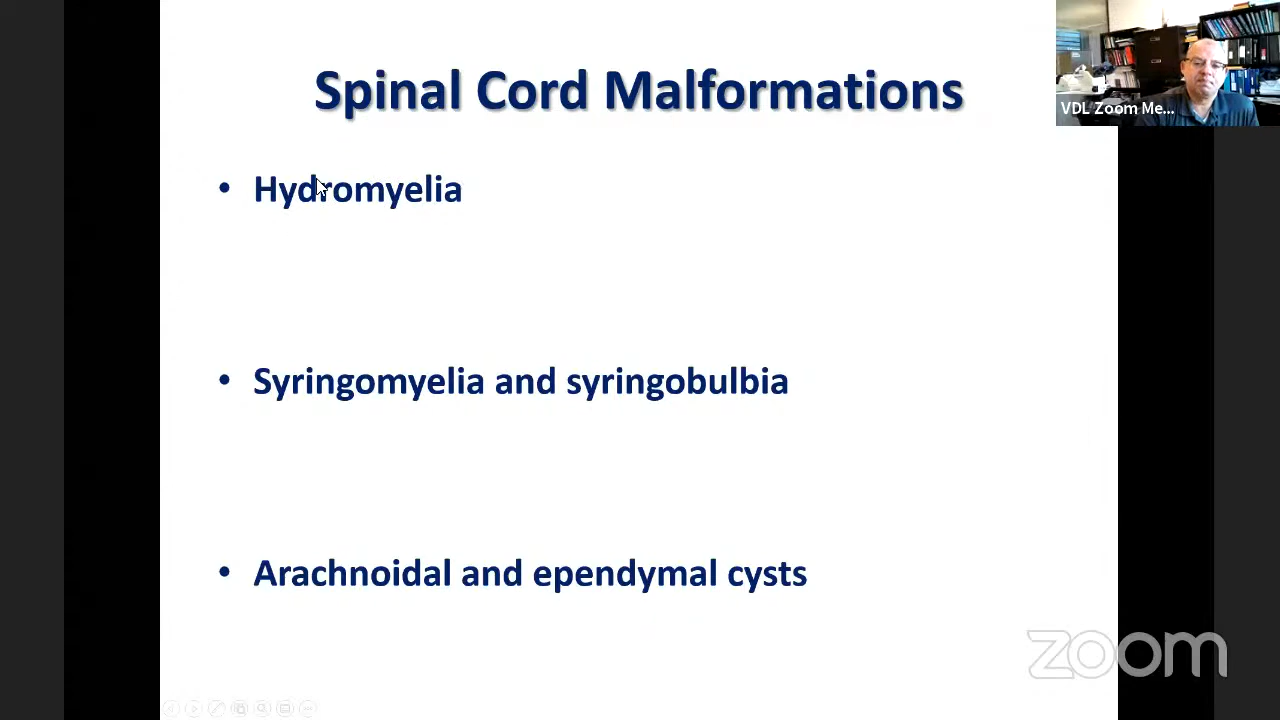 Spinal Cord Malformations
VDL Zoom Me...
• Hydromyelia
• Syringomyelia and syringobulbia
• Arachnoidal and ependymal cysts
zoom